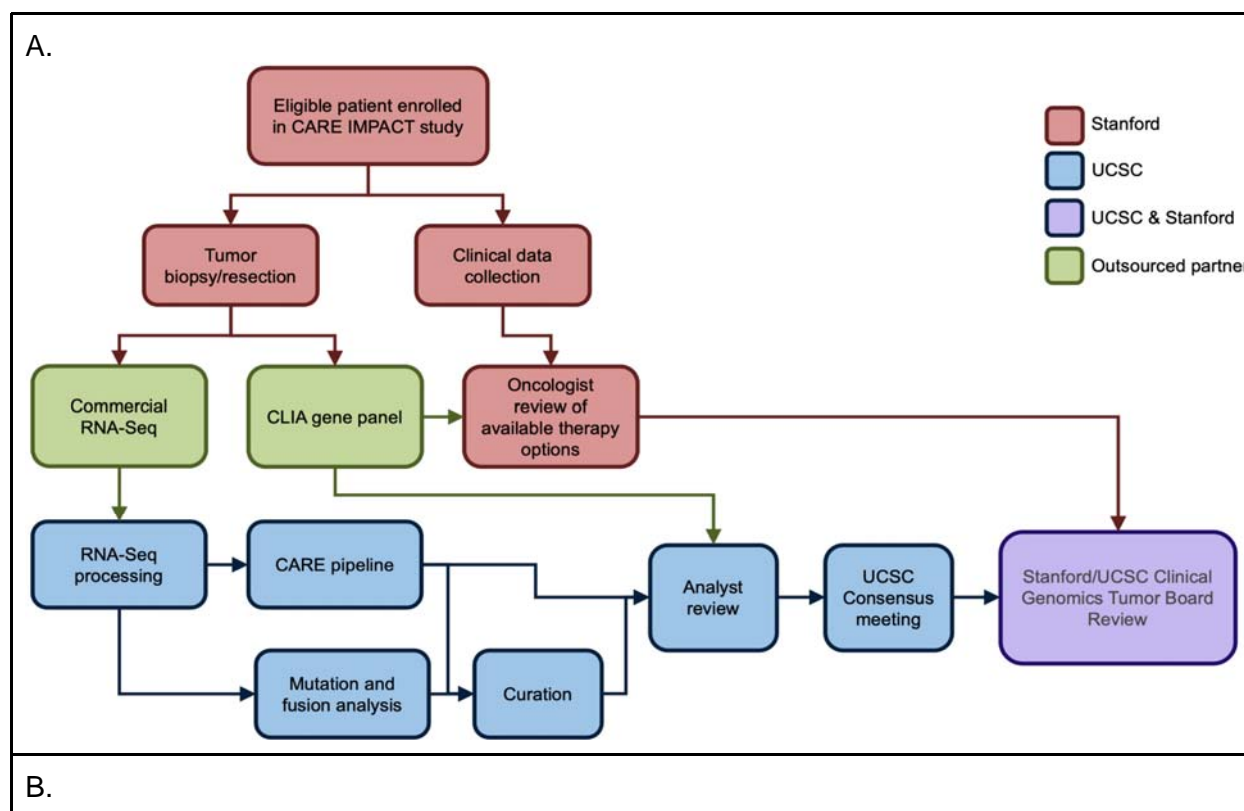 A.
Eligible patient enrolled
in CARE IMPACT study
Stanford
UCSC
UCSC & Stanford
Outsourced partner
Tumor
biopsy/resection
Clinical data
collection
Commercial
RNA-Seq
CLIA gene panel
Oncologist
review of
available therapy
options
RNA-Seq
processing
CARE pipeline
Analyst
review
UCSC
Consensus
meeting
Stanford/UCSC Clinical
Genomics Tumor Board
Review
Mutation and
fusion analysis
Curation
B.